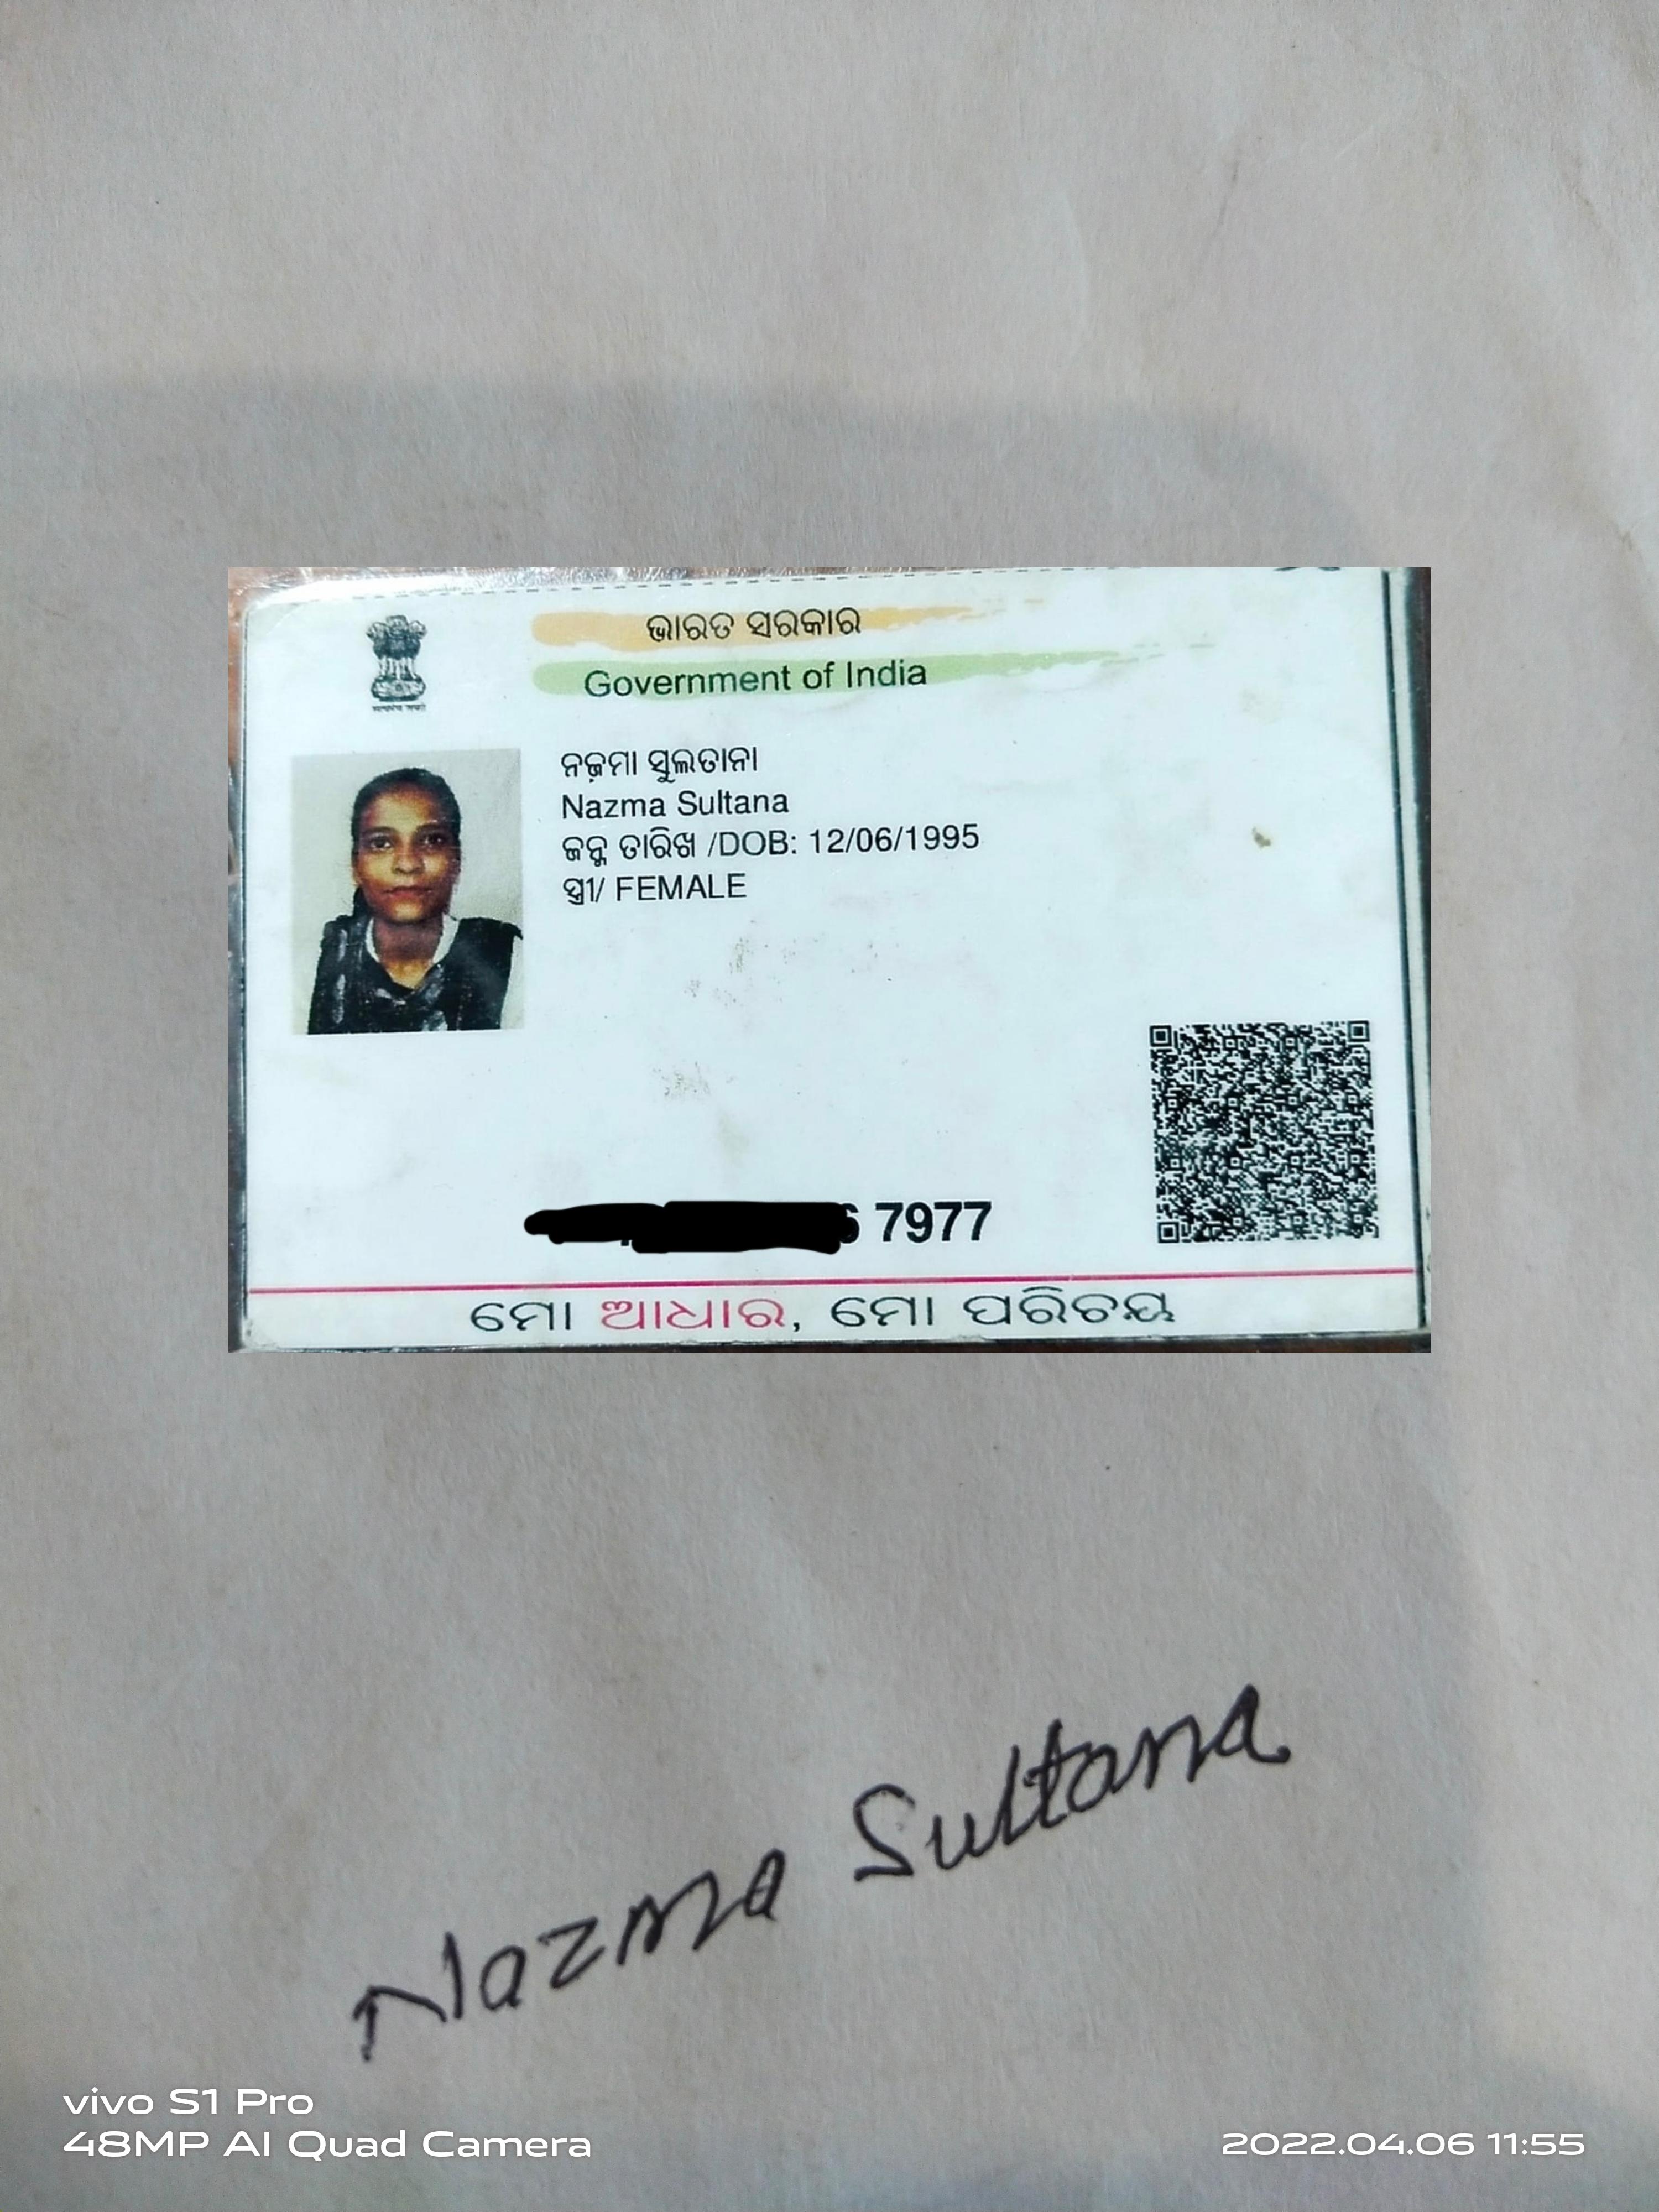 ଭାରତ ସରକାର
Government of India
ନଜ଼ମା ସୁଲତାନା
Nazma Sultana
ଜନ୍ମ ତାରିଖ /DOB: 12/06/1995
ସ୍ତ୍ରୀ/ FEMALE
7977
ମୋ ଆଧାର, ମୋ ପରିଚୟ
Nazma Sultana
vivo S1 Pro
48MP AI Quad Camera
2022.04.06 11:55